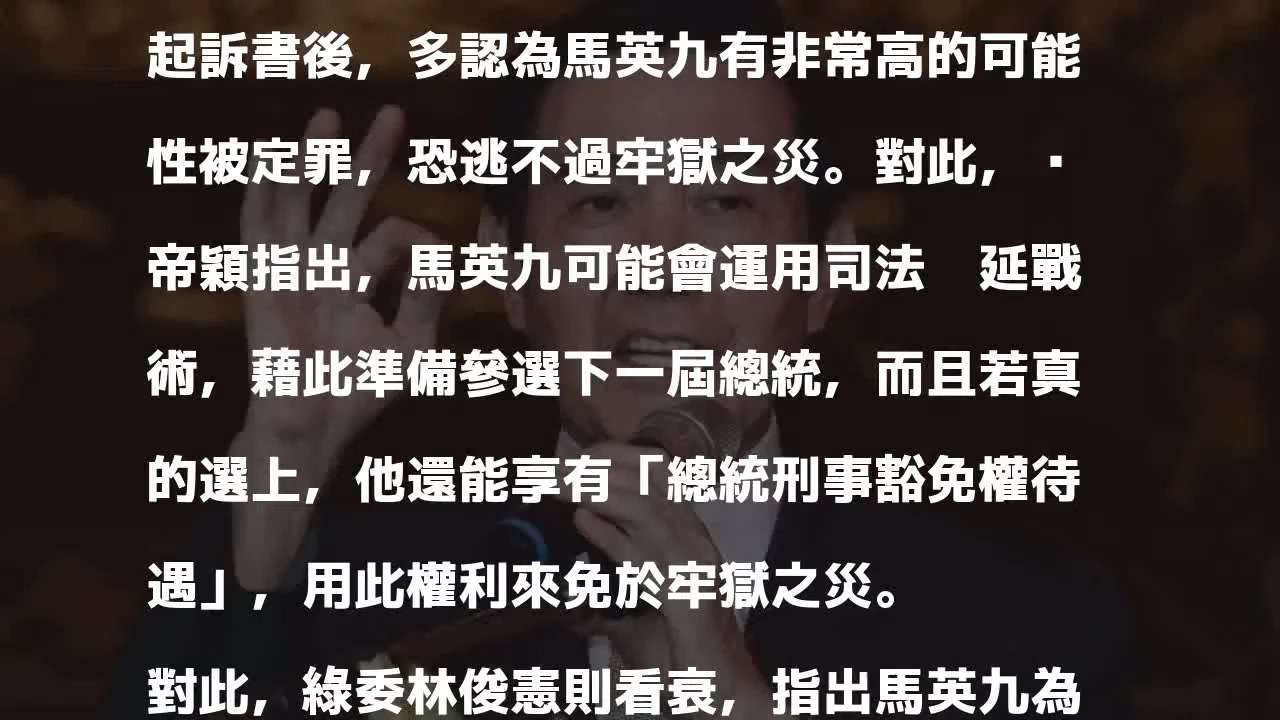 起訴書後，多認為馬英九有非常高的可能
性被定罪，恐逃不過牢獄之災。對此，▪
帝穎指出，馬英九可能會運用司法　延戰
術，藉此準備參選下一屆總統，而且若真
的選上，他還能享有「總統刑事豁免權待
遇」，用此權利來免於牢獄之災。
對此，綠委林俊憲則看衰，指出馬英九為